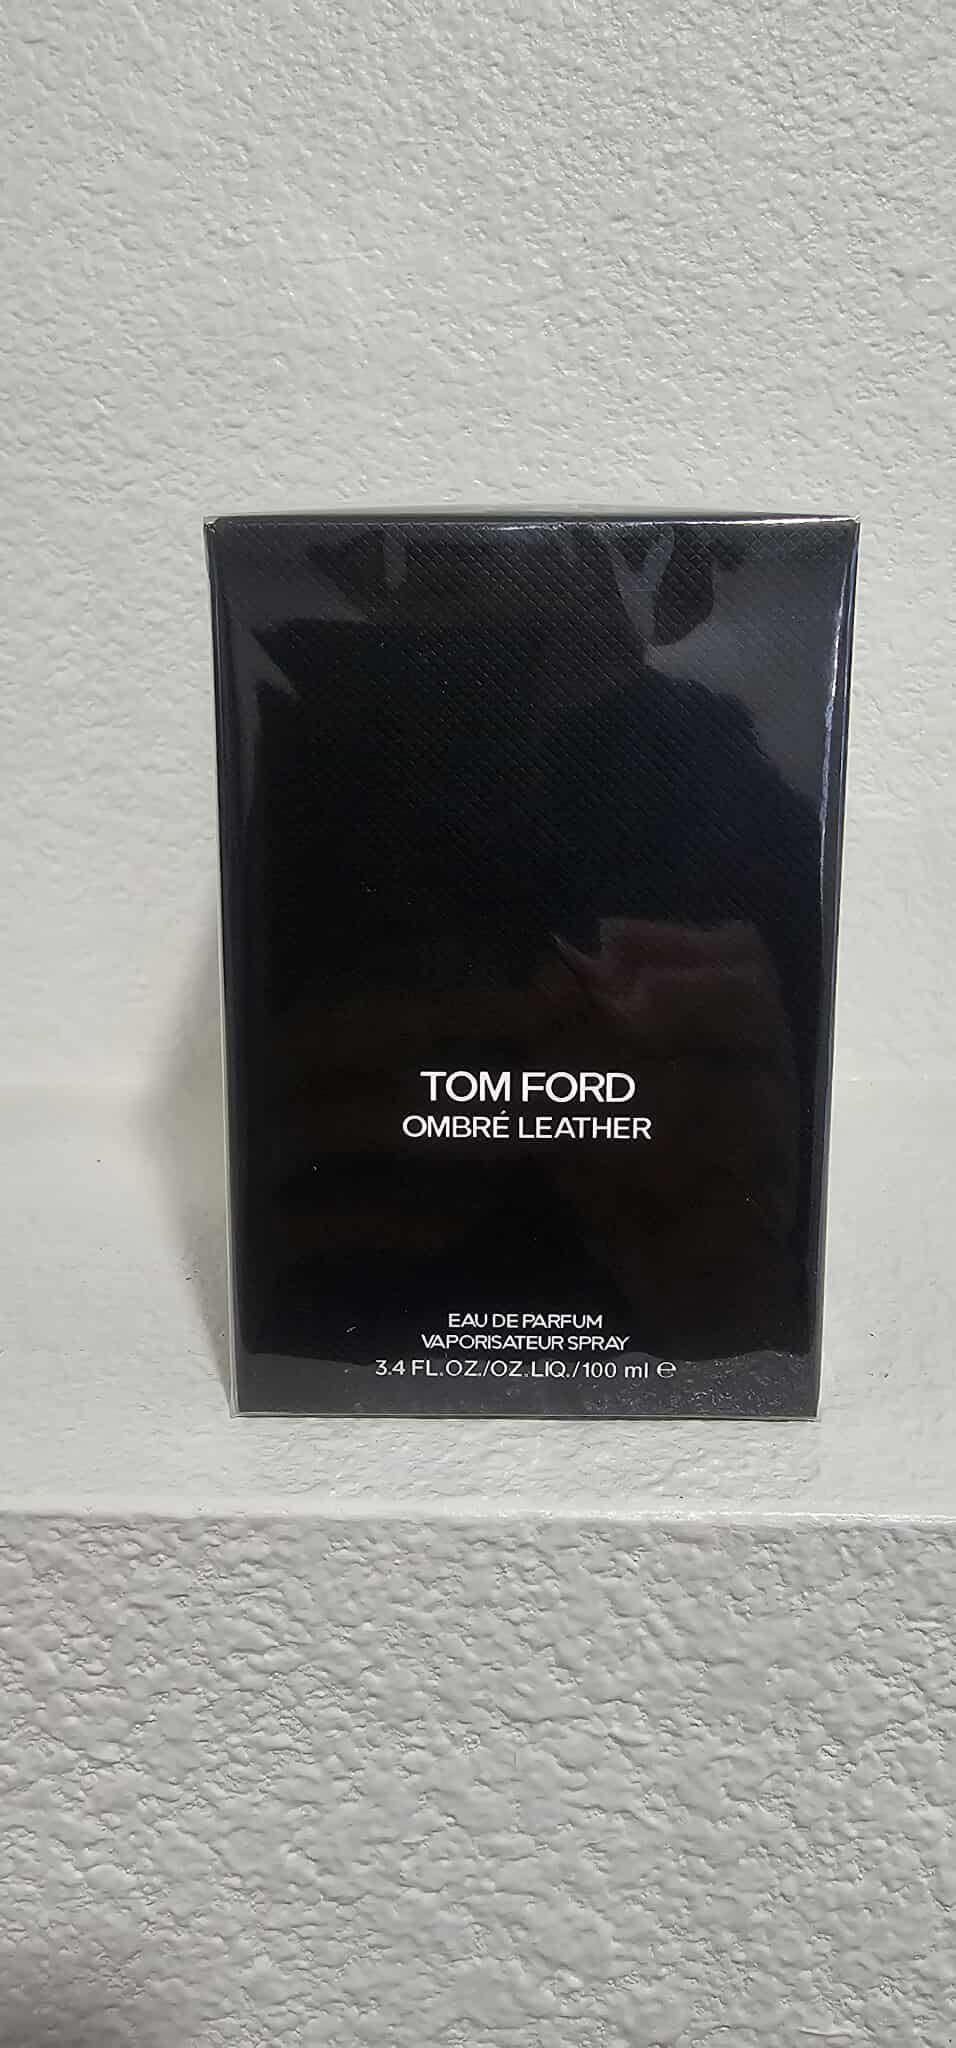 TOM FORD
OMBRÉ LEATHER
EAU DE PARFUM
VAPORISATEUR SPRAY
3.4 FL.OZ./OZ.LIQ./100 ml ℮